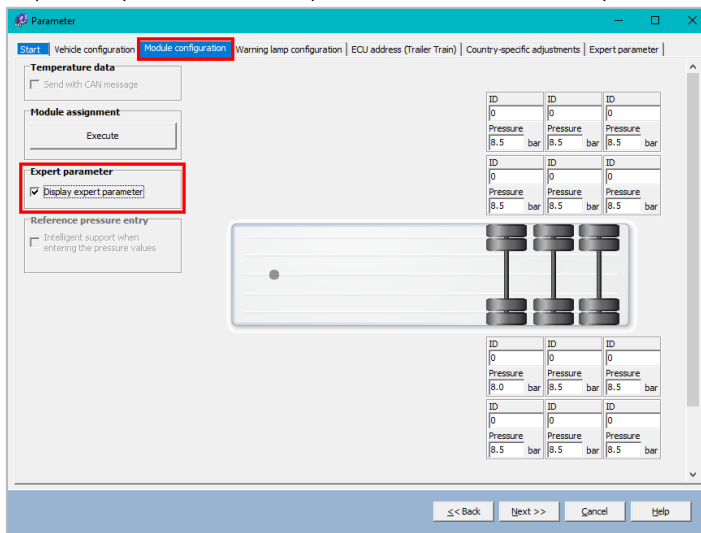 Parameter
Start Vehicle configuration Module configuration Warning lamp configuration ECU address (Trailer Train) Country-specific adjustments Expert parameter
Temperature data
Send with CAN message
Module assignment
Execute
Expert parameter
Display expert parameter
Reference pressure entry
Intelligent support when
entering the pressure values
ID ID ID
0 0 0
Pressure Pressure Pressure
8.5 bar 8.5 bar 8.5 bar
ID ID ID
0 0 0
Pressure Pressure Pressure
8.5 bar 8.5 bar 8.5 bar
ID ID ID
0 0 0
Pressure Pressure Pressure
8.0 bar 8.5 bar 8.5 bar
ID ID ID
0 0 0
Pressure Pressure Pressure
8.5 bar 8.5 bar 8.5 bar
<< Back Next >> Cancel Help